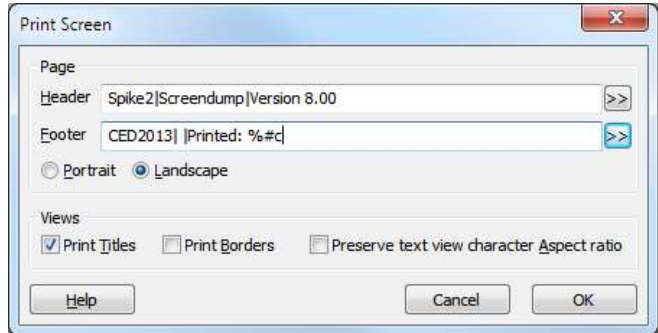 Print Screen
Page
Header Spike2|Screendump|Version 8.00 >>
Footer CED2013| |Printed: %#c >>
Portrait Landscape
Views
Print Titles Print Borders Preserve text view character Aspect ratio
Help Cancel OK